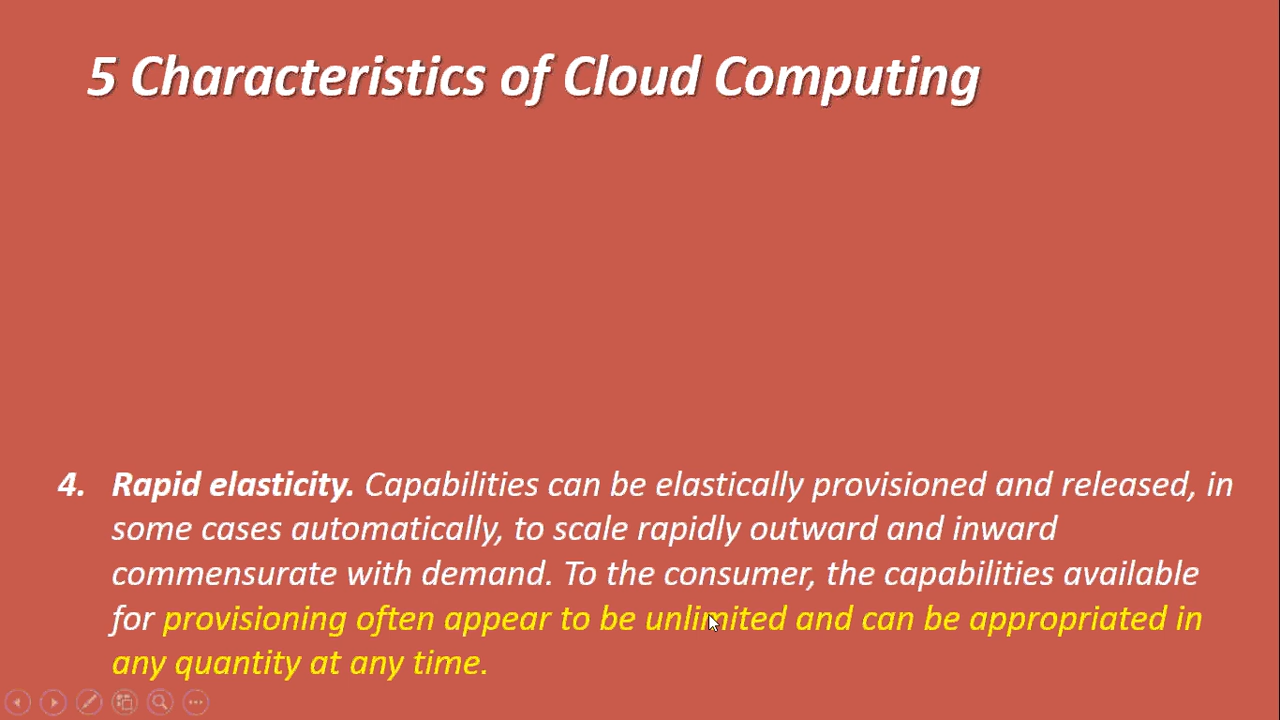 5 Characteristics of Cloud Computing
4. Rapid elasticity. Capabilities can be elastically provisioned and released, in
some cases automatically, to scale rapidly outward and inward
commensurate with demand. To the consumer, the capabilities available
for provisioning often appear to be unlimited and can be appropriated in
any quantity at any time.